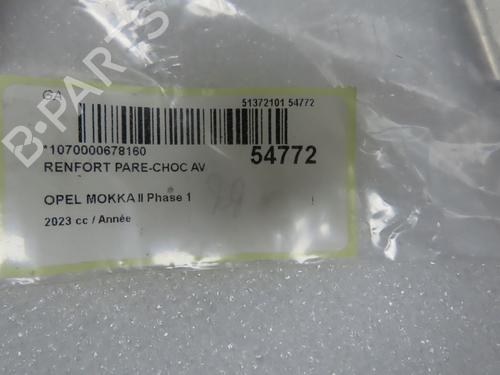 GA
51372101 54772
*1070000678160
54772
RENFORT PARE-CHOC AV
OPEL MOKKA II Phase 1
2023 cc / Année
B-PARTS